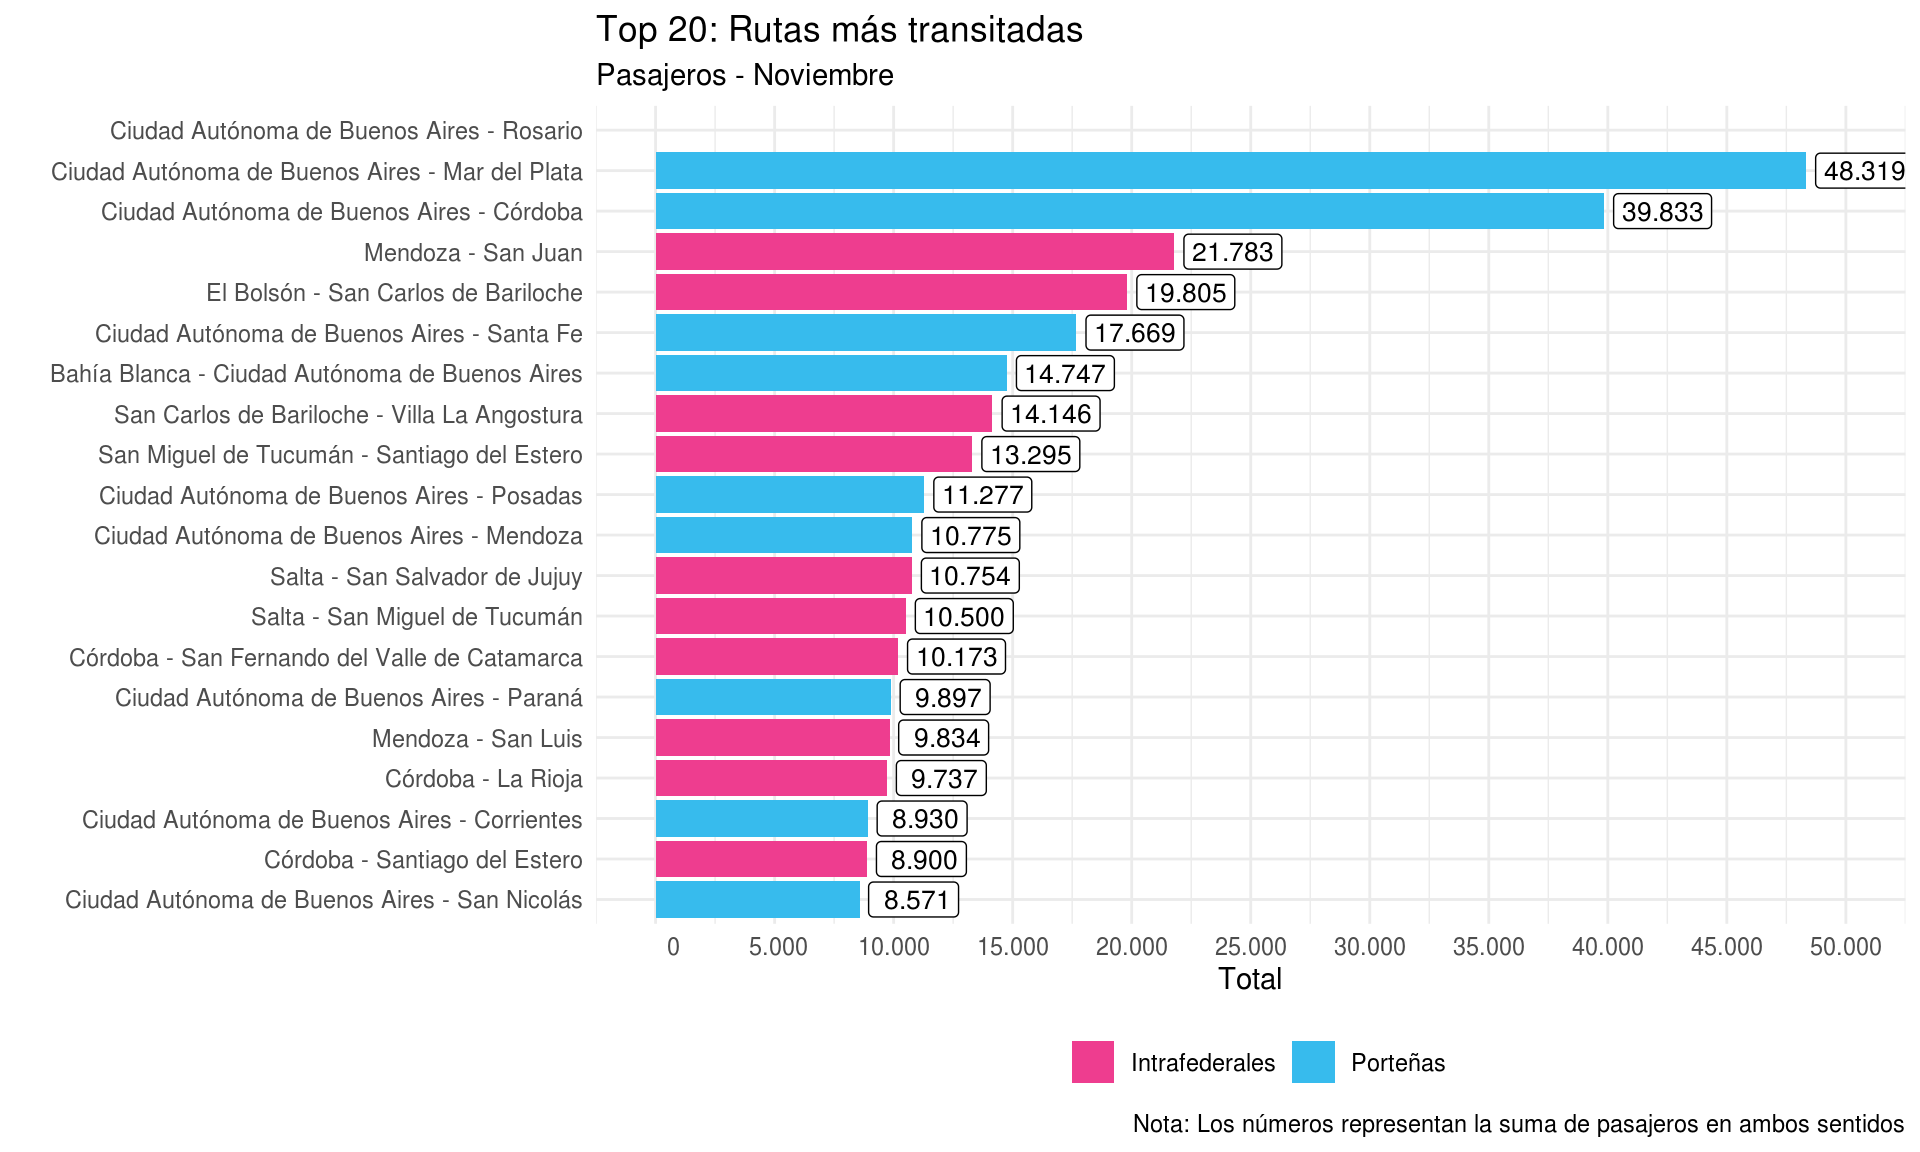 Top 20: Rutas más transitadas
Pasajeros - Noviembre
Ciudad Autónoma de Buenos Aires - Rosario
Ciudad Autónoma de Buenos Aires - Mar del Plata 48.319
Ciudad Autónoma de Buenos Aires - Córdoba 39.833
Mendoza - San Juan 21.783
El Bolsón - San Carlos de Bariloche 19.805
Ciudad Autónoma de Buenos Aires - Santa Fe 17.669
Bahía Blanca - Ciudad Autónoma de Buenos Aires 14.747
San Carlos de Bariloche - Villa La Angostura 14.146
San Miguel de Tucumán - Santiago del Estero 13.295
Ciudad Autónoma de Buenos Aires - Posadas 11.277
Ciudad Autónoma de Buenos Aires - Mendoza 10.775
Salta - San Salvador de Jujuy 10.754
Salta - San Miguel de Tucumán 10.500
Córdoba - San Fernando del Valle de Catamarca 10.173
Ciudad Autónoma de Buenos Aires - Paraná 9.897
Mendoza - San Luis 9.834
Córdoba - La Rioja 9.737
Ciudad Autónoma de Buenos Aires - Corrientes 8.930
Córdoba - Santiago del Estero 8.900
Ciudad Autónoma de Buenos Aires - San Nicolás 8.571
0 5.000 10.000 15.000 20.000 25.000 30.000 35.000 40.000 45.000 50.000
Total
Intrafederales Porteñas
Nota: Los números representan la suma de pasajeros en ambos sentidos